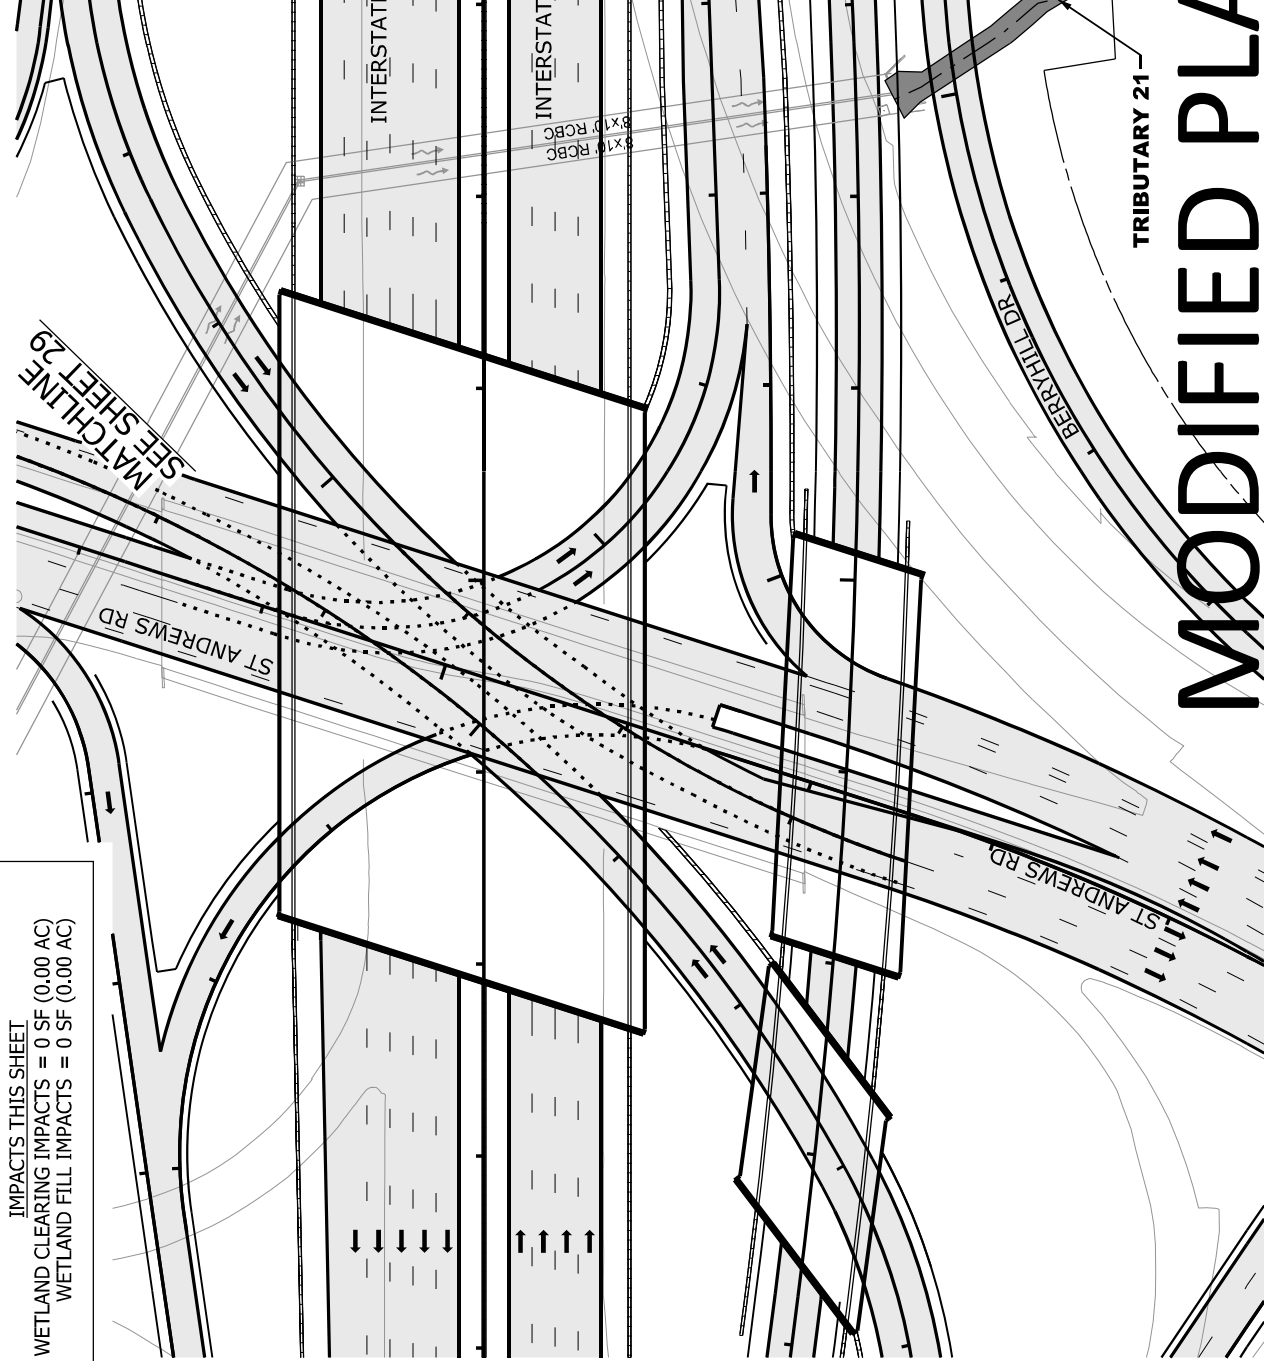 INTERSTAT
INTERSTAT
8'x10' RCBC
8'x10' RCBC
TRIBUTARY 21
MODIFIED PLA
BERRYHILL DR
MATCHLINE
SEE SHEET 29
ST ANDREWS RD
ST ANDREWS RD
IMPACTS THIS SHEET
WETLAND CLEARING IMPACTS = 0 SF (0.00 AC)
WETLAND FILL IMPACTS = 0 SF (0.00 AC)